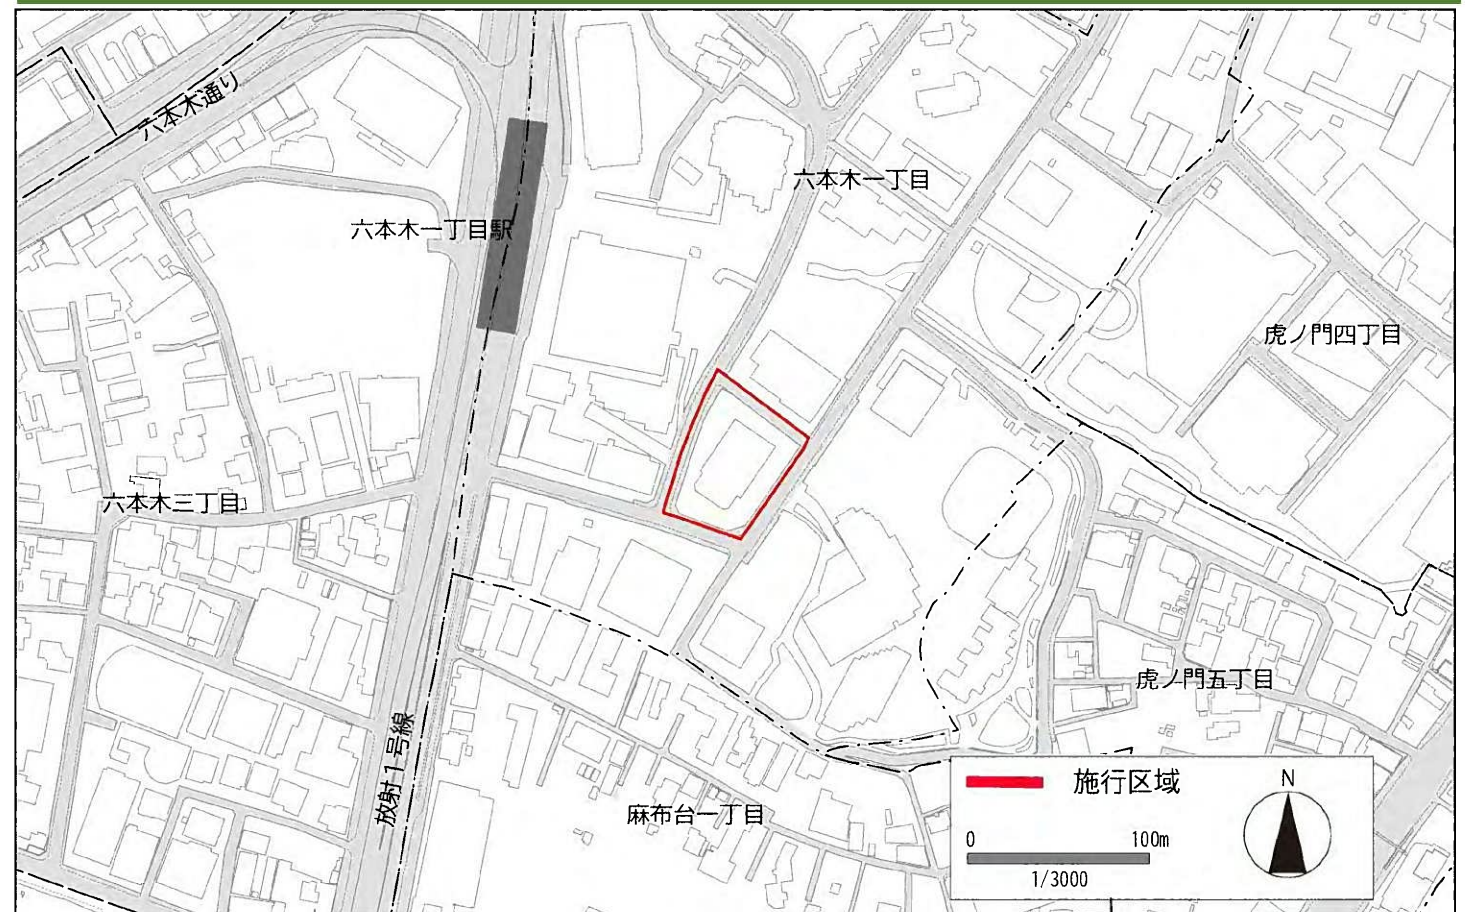 六本木通り
六本木一丁目
六本木一丁目駅
虎ノ門四丁目
六本木三丁目
虎ノ門五丁目
放射1号線
麻布台一丁目
施行区域
N
0 100m
1/3000